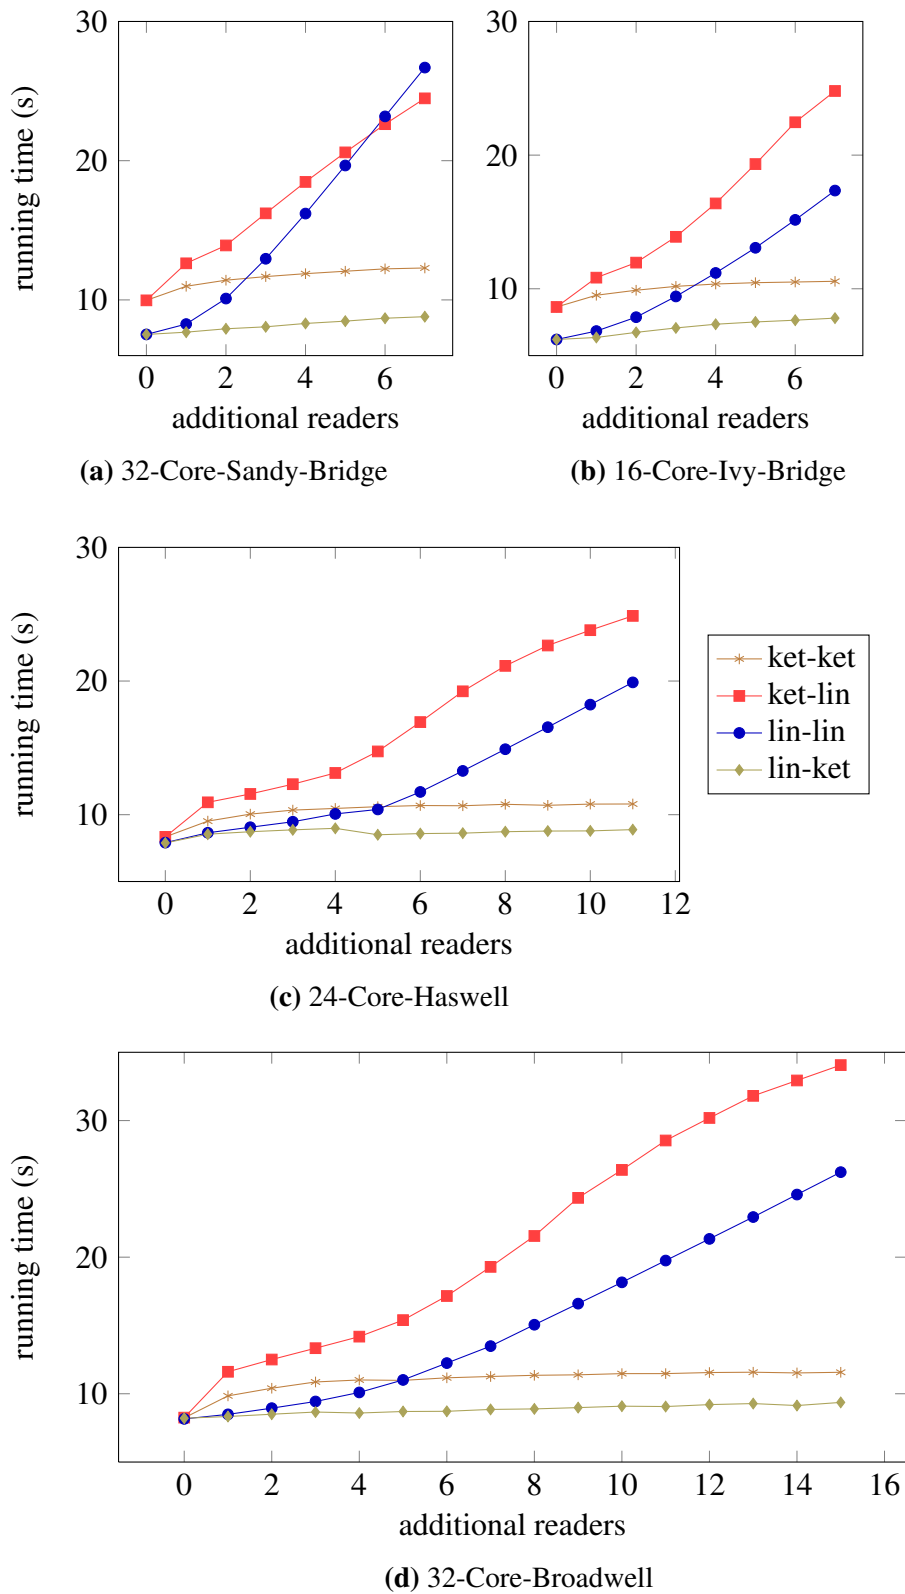 30
20
10
running time (s)
0 2 4 6
additional readers
(a) 32-Core-Sandy-Bridge
30
20
10
0 2 4 6
additional readers
(b) 16-Core-Ivy-Bridge
30
20
10
running time (s)
0 2 4 6 8 10 12
additional readers
(c) 24-Core-Haswell
ket-ket
ket-lin
lin-lin
lin-ket
30
20
10
running time (s)
0 2 4 6 8 10 12 14 16
additional readers
(d) 32-Core-Broadwell